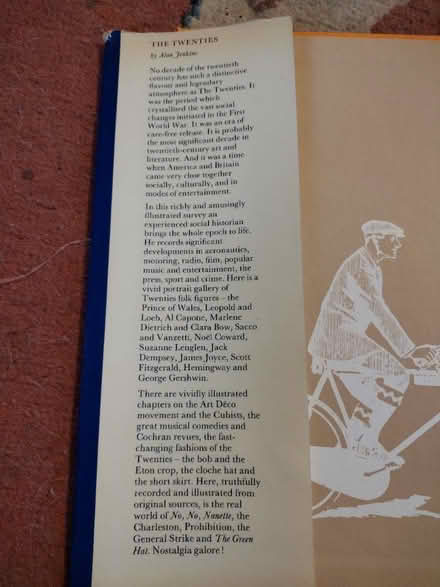 THE TWENTIES
by Alan Jenkins
No decade of the twentieth
century has such a distinctive
flavour and legendary
atmosphere as The Twenties. It
was the period which
crystallised the vast social
changes initiated in the First
World War. It was an era of
care-free release. It is probably
the most significant decade in
twentieth-century art and
literature. And it was a time
when America and Britain
came very close together
socially, culturally, and in
modes of entertainment.
In this richly and amusingly
illustrated survey an
experienced social historian
brings the whole epoch to life.
He records significant
developments in aeronautics,
motoring, radio, film, popular
music and entertainment, the
press, sport and crime. Here is a
vivid portrait gallery of
Twenties folk figures – the
Prince of Wales, Leopold and
Loeb, Al Capone, Marlene
Dietrich and Clara Bow, Sacco
and Vanzetti, Noël Coward,
Suzanne Lenglen, Jack
Dempsey, James Joyce, Scott
Fitzgerald, Hemingway and
George Gershwin.
There are vividly illustrated
chapters on the Art Déco
movement and the Cubists, the
great musical comedies and
Cochran revues, the fast-
changing fashions of the
Twenties – the bob and the
Eton crop, the cloche hat and
the short skirt. Here, truthfully
recorded and illustrated from
original sources, is the real
world of No, No, Nanette, the
Charleston, Prohibition, the
General Strike and The Green
Hat. Nostalgia galore!